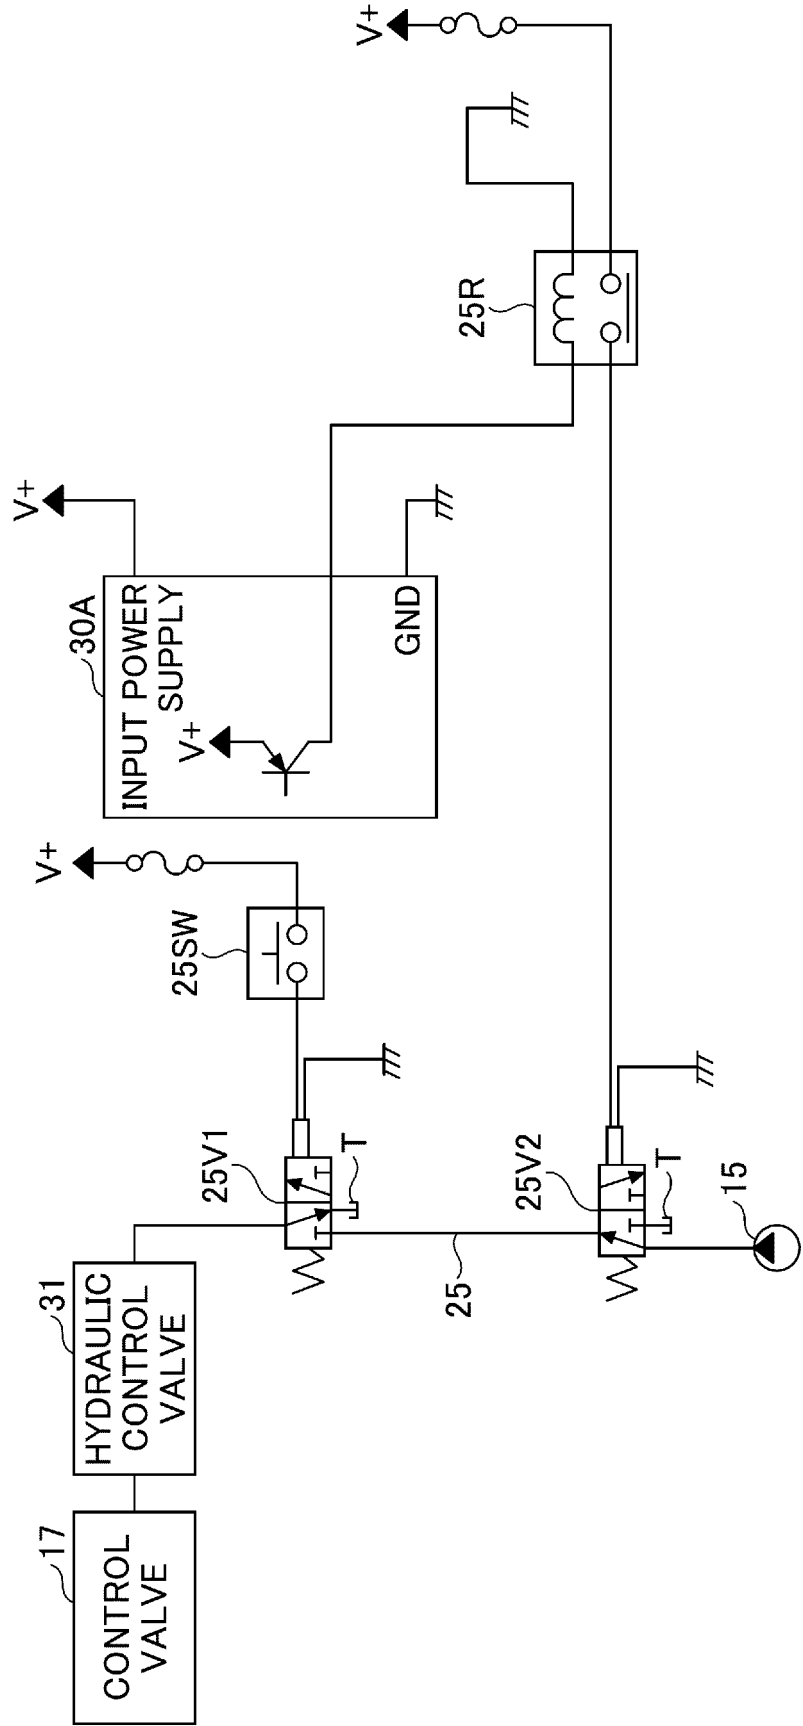 17
CONTROL
VALVE
31
HYDRAULIC
CONTROL
VALVE
25V1
T
25SW
V+
30A
INPUT POWER
SUPPLY
V+
GND
V+
25
25V2
T
15
25R
V+